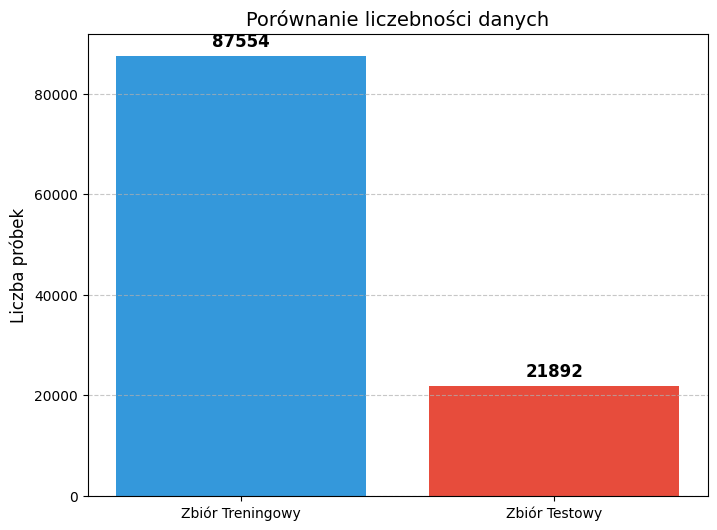 Porównanie liczebności danych
87554
80000
60000
40000
21892
20000
0
Liczba próbek
Zbiór Treningowy
Zbiór Testowy